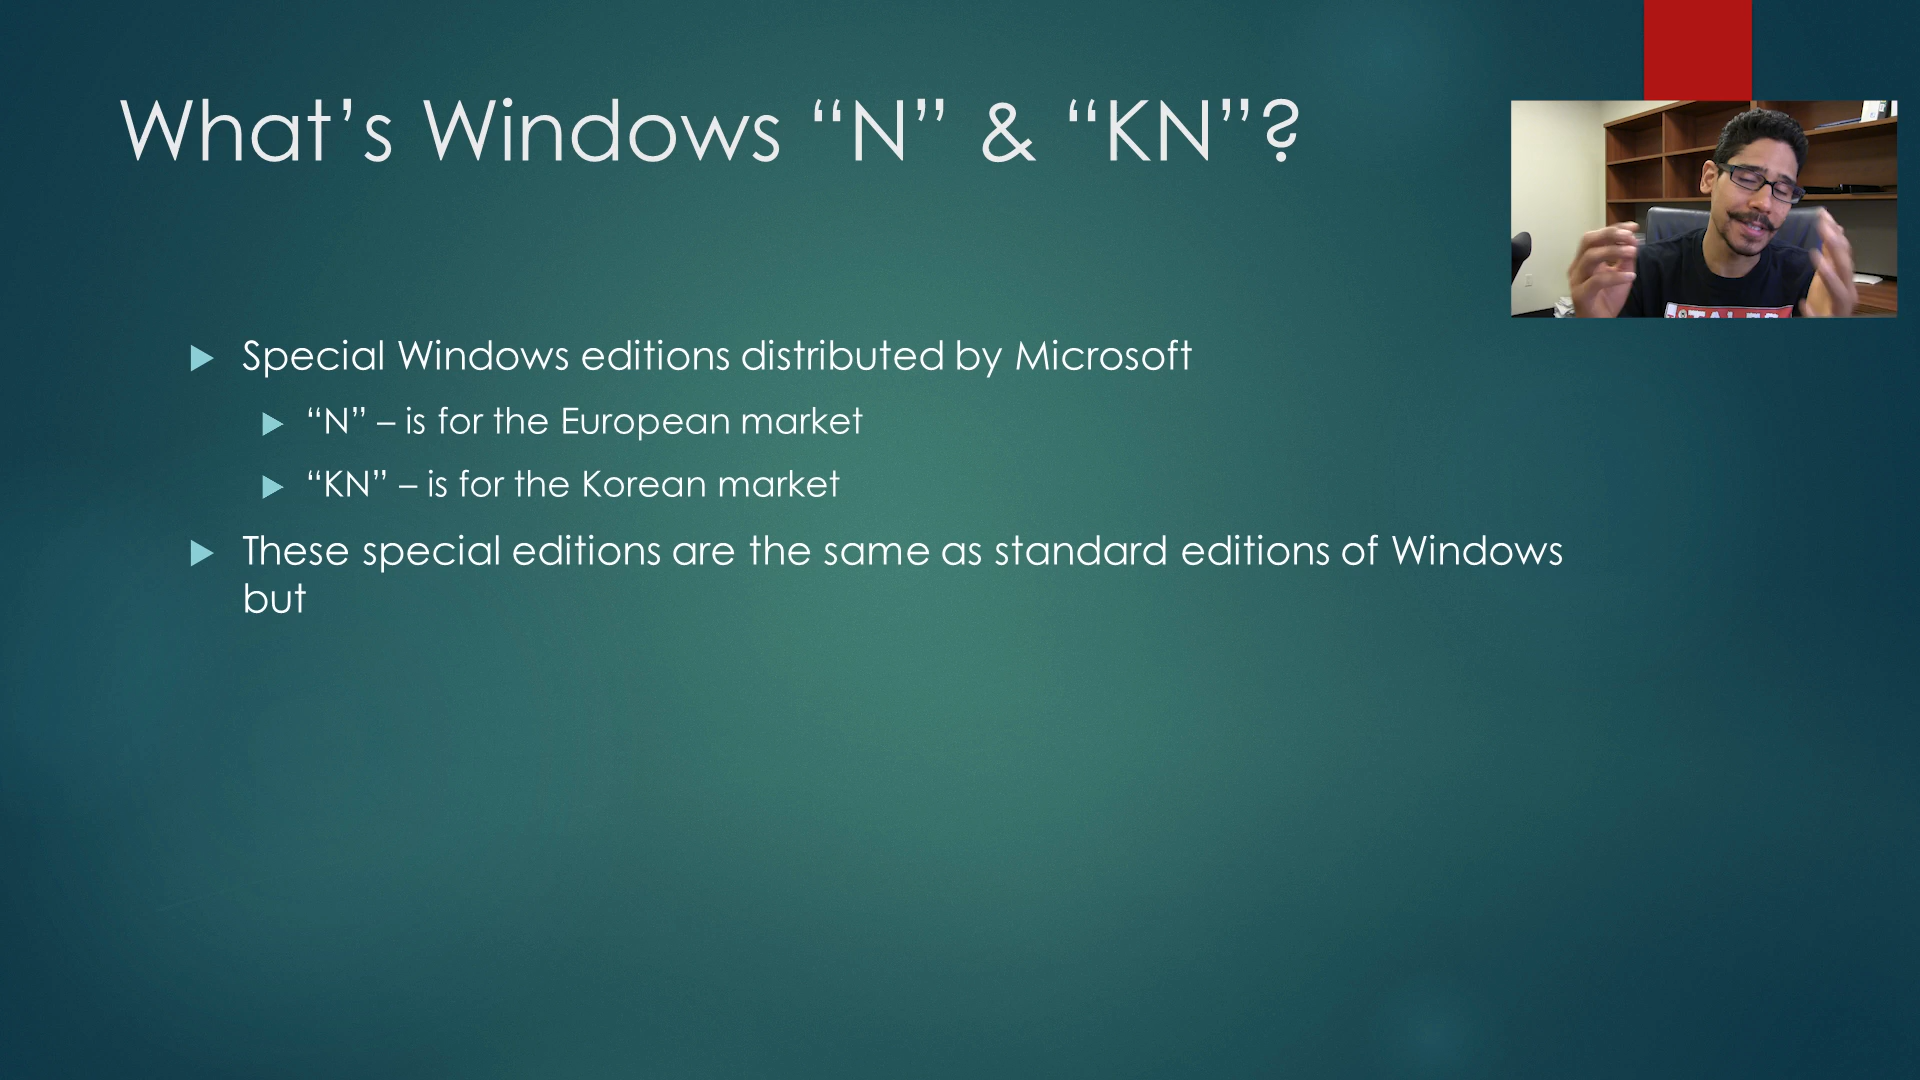 What’s Windows “N” & “KN”?
Special Windows editions distributed by Microsoft
“N” – is for the European market
“KN” – is for the Korean market
These special editions are the same as standard editions of Windows
but